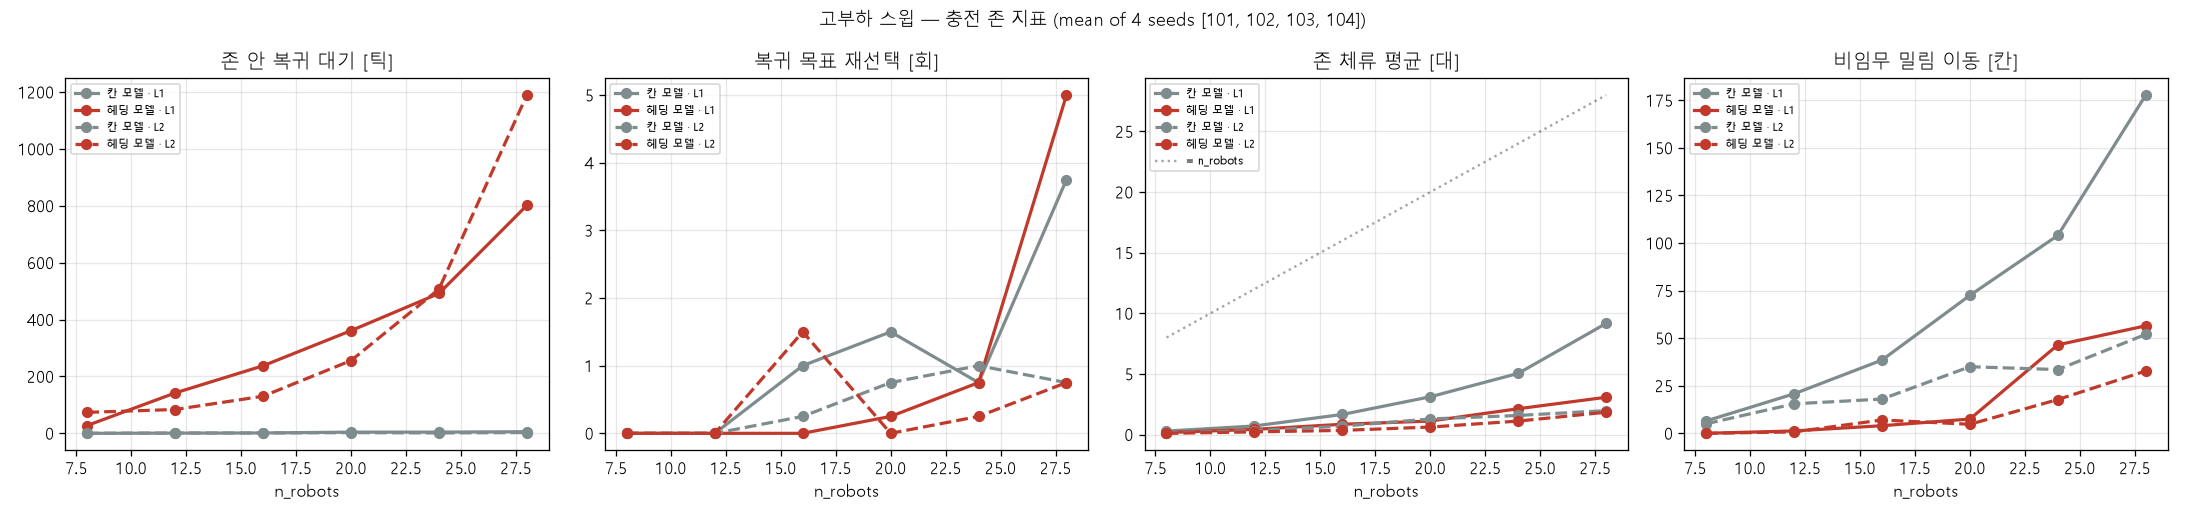 고부하 스윕 — 충전 존 지표 (mean of 4 seeds [101, 102, 103, 104])
존 안 복귀 대기 [틱]
칸 모델 · L1
헤딩 모델 · L1
칸 모델 · L2
헤딩 모델 · L2
1200
1000
800
600
400
200
0
7.5 10.0 12.5 15.0 17.5 20.0 22.5 25.0 27.5
n_robots
복귀 목표 재선택 [회]
칸 모델 · L1
헤딩 모델 · L1
칸 모델 · L2
헤딩 모델 · L2
5
4
3
2
1
0
7.5 10.0 12.5 15.0 17.5 20.0 22.5 25.0 27.5
n_robots
존 체류 평균 [대]
칸 모델 · L1
헤딩 모델 · L1
칸 모델 · L2
헤딩 모델 · L2
= n_robots
25
20
15
10
5
0
7.5 10.0 12.5 15.0 17.5 20.0 22.5 25.0 27.5
n_robots
비임무 밀림 이동 [칸]
칸 모델 · L1
헤딩 모델 · L1
칸 모델 · L2
헤딩 모델 · L2
175
150
125
100
75
50
25
0
7.5 10.0 12.5 15.0 17.5 20.0 22.5 25.0 27.5
n_robots